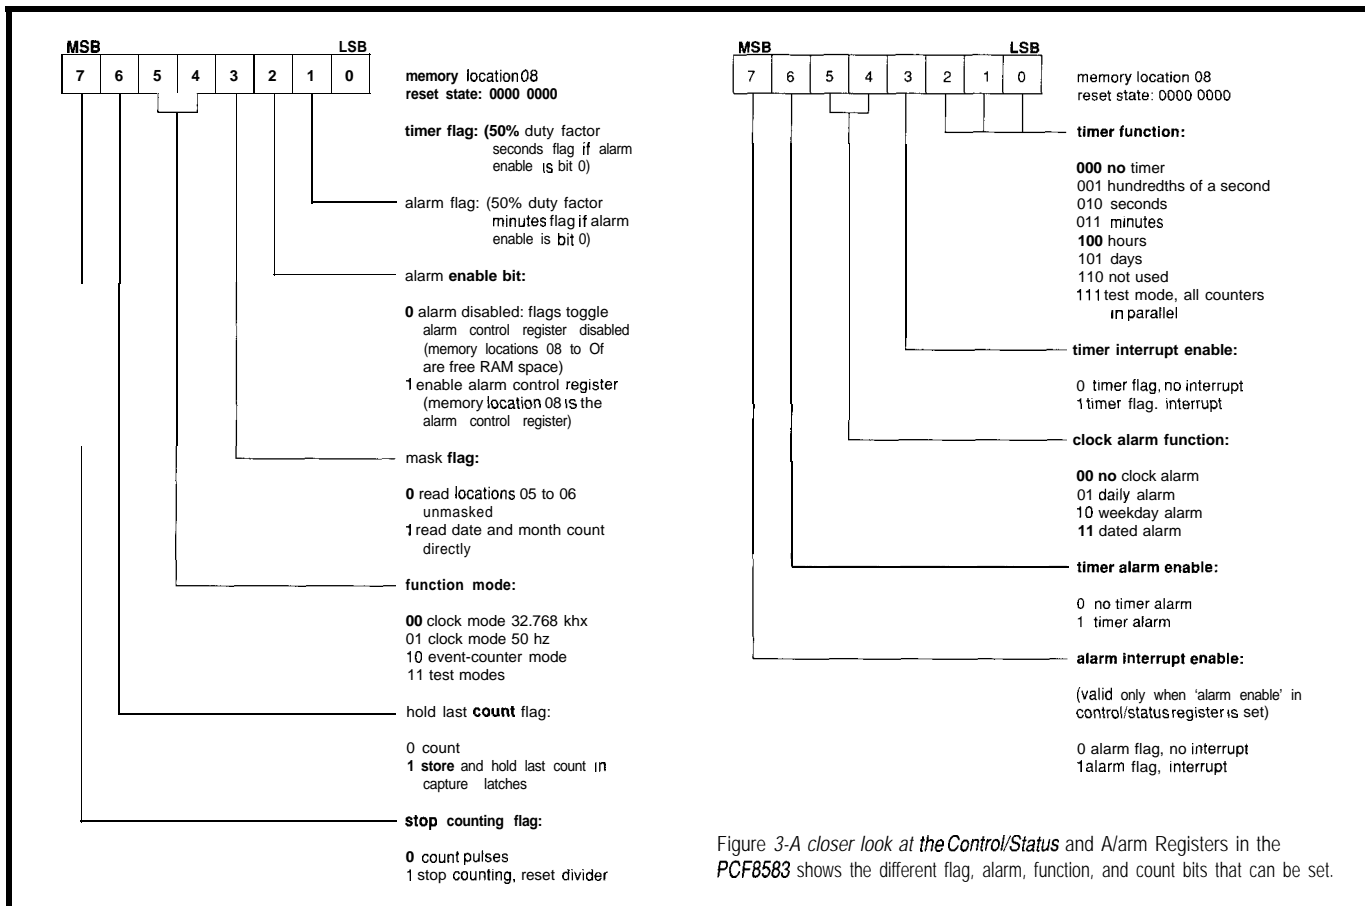 MSB LSB
7 6 5 4 3 2 1 0
memory location 08
reset state: 0000 0000
timer flag: (50% duty factor
seconds flag if alarm
enable is bit 0)
alarm flag: (50% duty factor
minutes flag if alarm
enable is bit 0)
alarm enable bit:
0 alarm disabled: flags toggle
alarm control register disabled
(memory locations 08 to Of
are free RAM space)
1 enable alarm control register
(memory location 08 is the
alarm control register)
mask flag:
0 read locations 05 to 06
unmasked
1 read date and month count
directly
function mode:
00 clock mode 32.768 khx
01 clock mode 50 hz
10 event-counter mode
11 test modes
hold last count flag:
0 count
1 store and hold last count in
capture latches
stop counting flag:
0 count pulses
1 stop counting, reset divider
MSB LSB
7 6 5 4 3 2 1 0
memory location 08
reset state: 0000 0000
timer function:
000 no timer
001 hundredths of a second
010 seconds
011 minutes
100 hours
101 days
110 not used
111 test mode, all counters
in parallel
timer interrupt enable:
0 timer flag, no interrupt
1 timer flag. interrupt
clock alarm function:
00 no clock alarm
01 daily alarm
10 weekday alarm
11 dated alarm
timer alarm enable:
0 no timer alarm
1 timer alarm
alarm interrupt enable:
(valid only when 'alarm enable' in
control/status register is set)
0 alarm flag, no interrupt
1 alarm flag, interrupt
Figure 3-A closer look at the Control/Status and A/arm Registers in the
PCF8583 shows the different flag, alarm, function, and count bits that can be set.